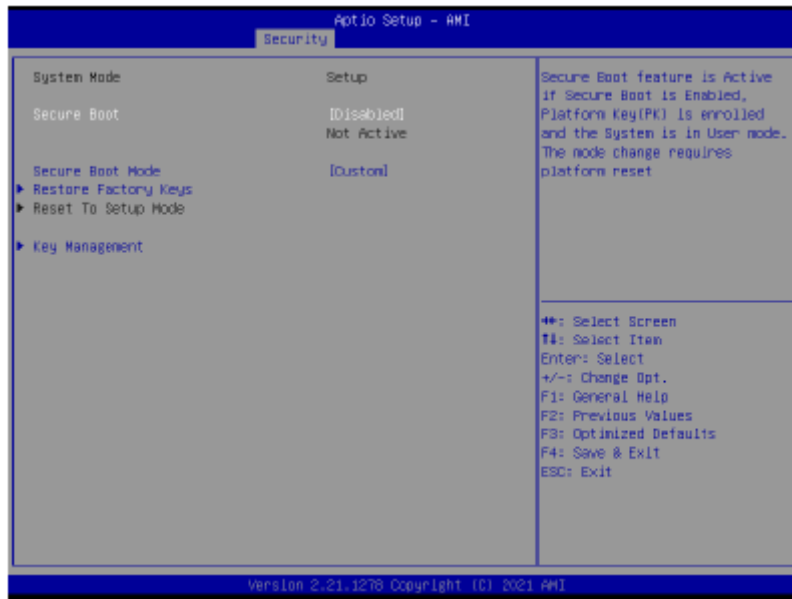 Aptio Setup - AMI
Security
System Mode Setup
Secure Boot [Disabled]
Not Active
Secure Boot Mode [Custom]
Restore Factory Keys
Reset To Setup Mode
Key Management
Secure Boot feature is Active
if Secure Boot is Enabled,
Platform Key(PK) is enrolled
and the System is in User mode.
The mode change requires
platform reset
→←: Select Screen
↑↓: Select Item
Enter: Select
+/-: Change Opt.
F1: General Help
F2: Previous Values
F3: Optimized Defaults
F4: Save & Exit
ESC: Exit
Version 2.21.1278 Copyright (C) 2021 AMI